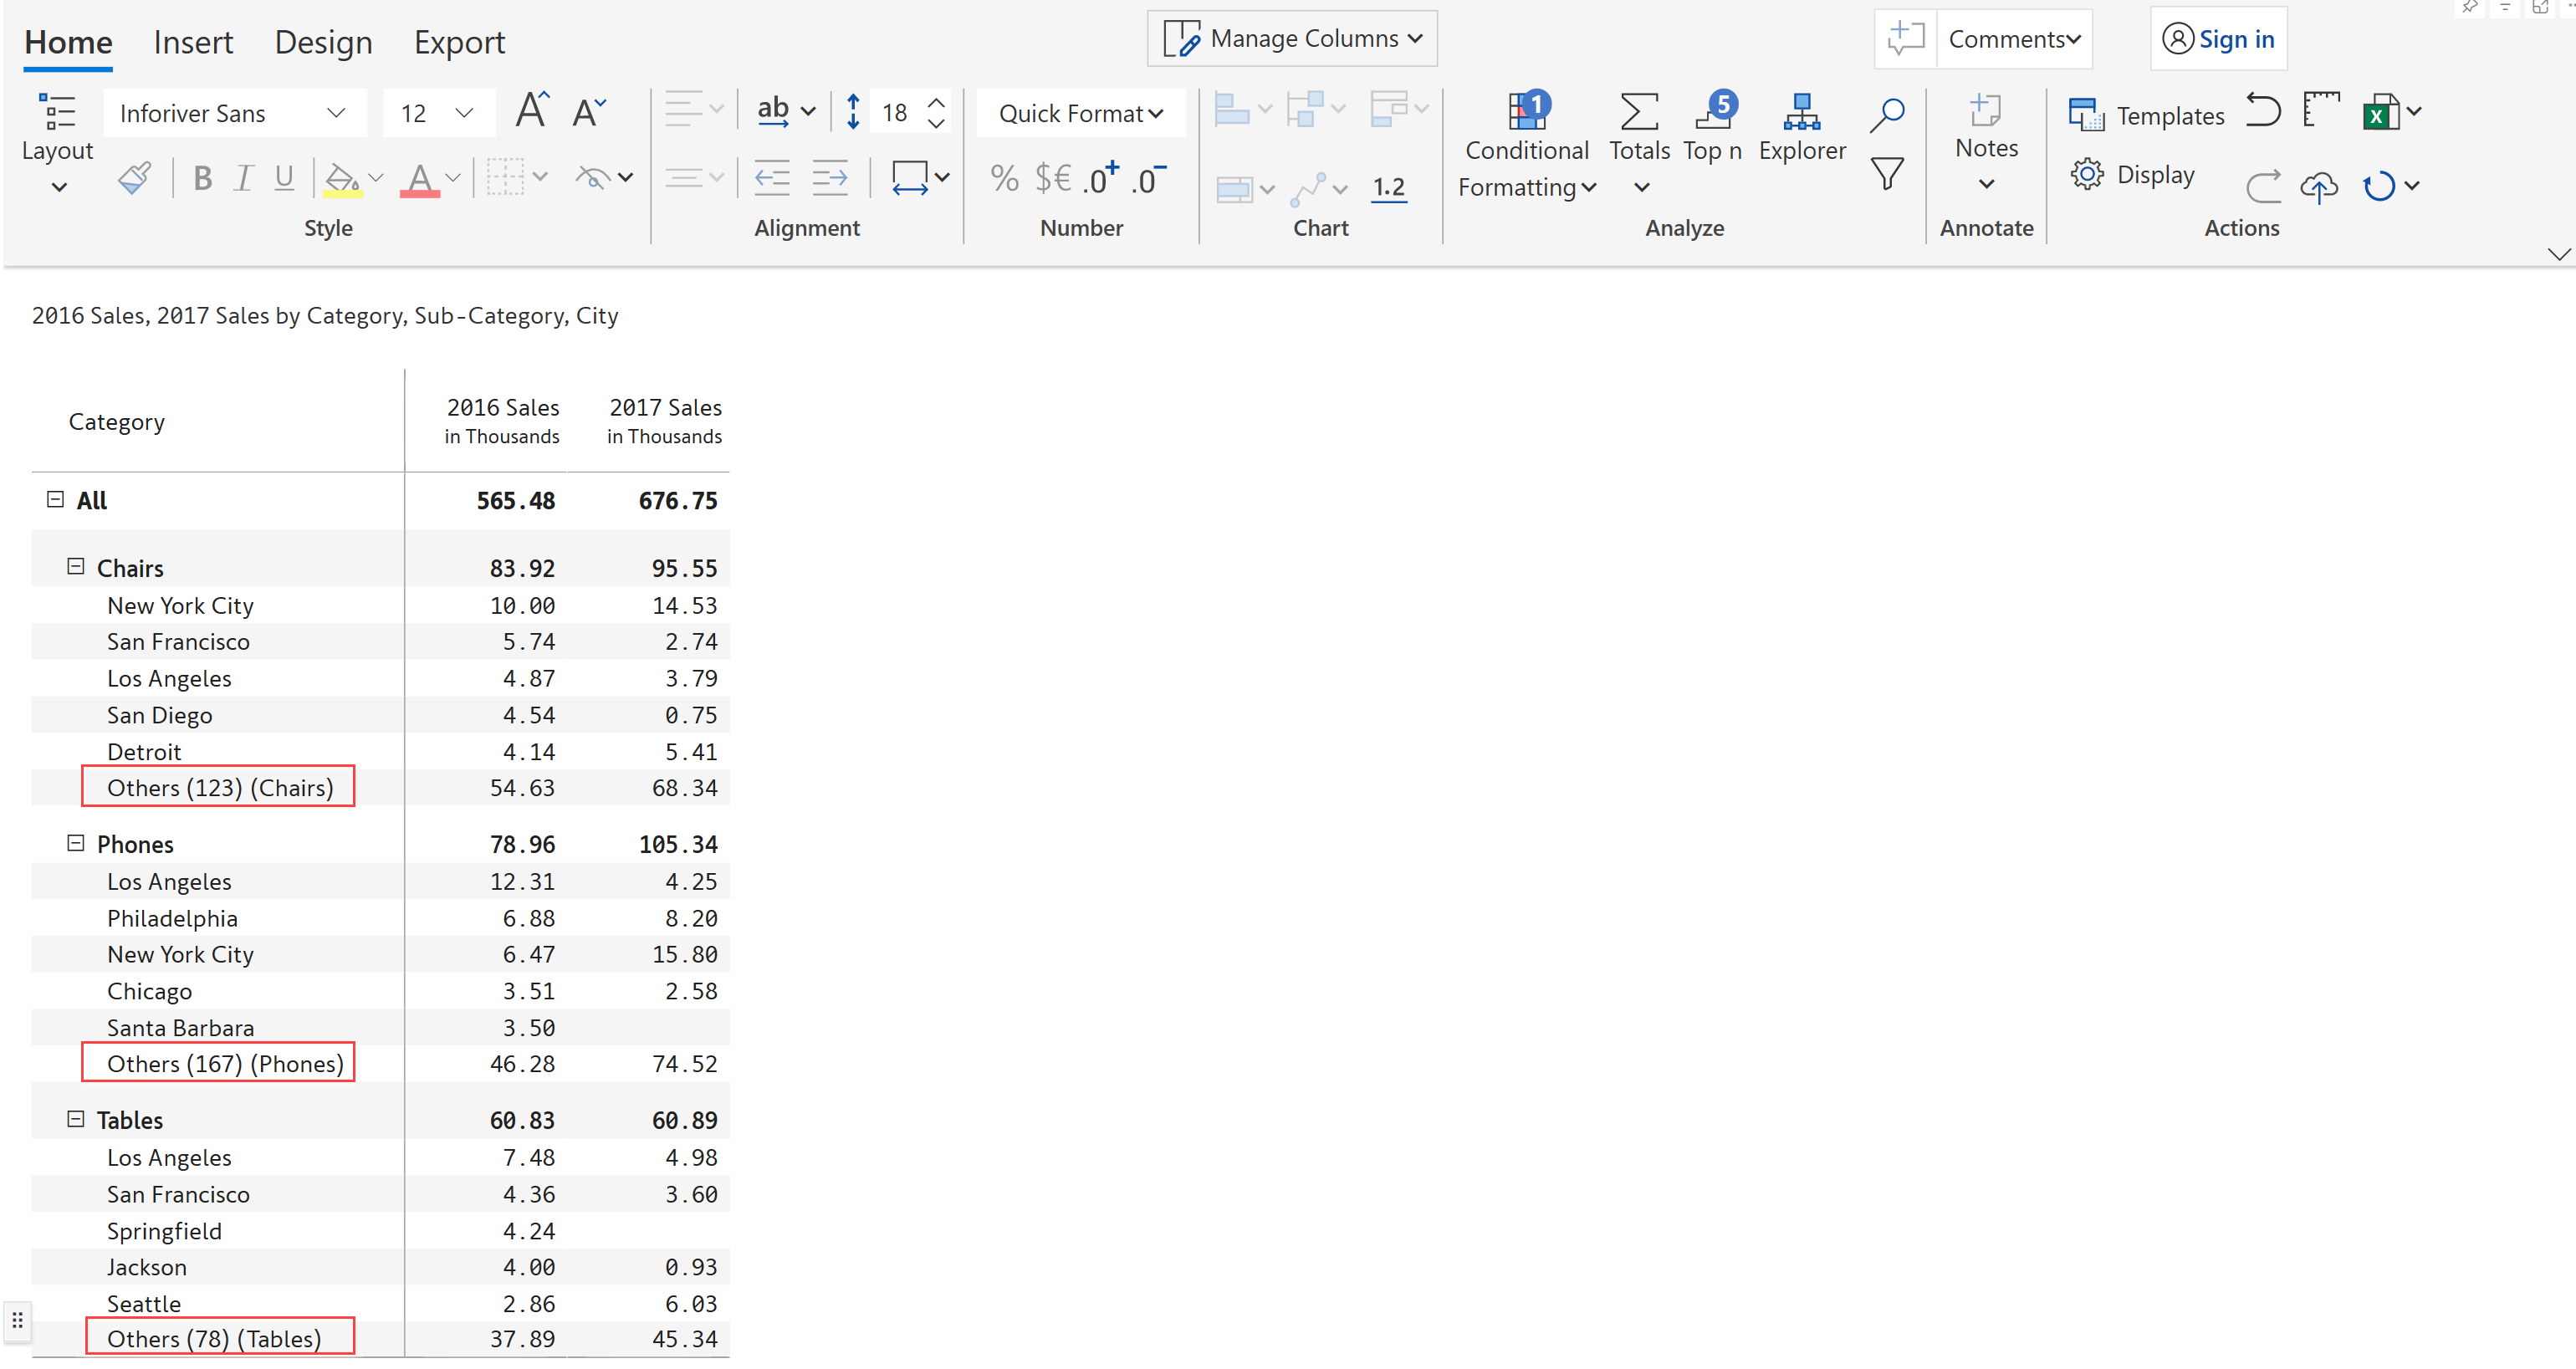 Home Insert Design Export
Manage Columns
Comments
Sign in
Layout
Inforiver Sans
12
A A
ab
18
Quick Format
B I U
A
% $€ .0+ .0-
1.2
1
Conditional
Formatting
Totals
5
Top n
Explorer
Notes
Templates
Display
X
Style
Alignment
Number
Chart
Analyze
Annotate
Actions
2016 Sales, 2017 Sales by Category, Sub-Category, City
Category
2016 Sales
in Thousands
2017 Sales
in Thousands
All 565.48 676.75
Chairs 83.92 95.55
New York City 10.00 14.53
San Francisco 5.74 2.74
Los Angeles 4.87 3.79
San Diego 4.54 0.75
Detroit 4.14 5.41
Others (123) (Chairs) 54.63 68.34
Phones 78.96 105.34
Los Angeles 12.31 4.25
Philadelphia 6.88 8.20
New York City 6.47 15.80
Chicago 3.51 2.58
Santa Barbara 3.50
Others (167) (Phones) 46.28 74.52
Tables 60.83 60.89
Los Angeles 7.48 4.98
San Francisco 4.36 3.60
Springfield 4.24
Jackson 4.00 0.93
Seattle 2.86 6.03
Others (78) (Tables) 37.89 45.34